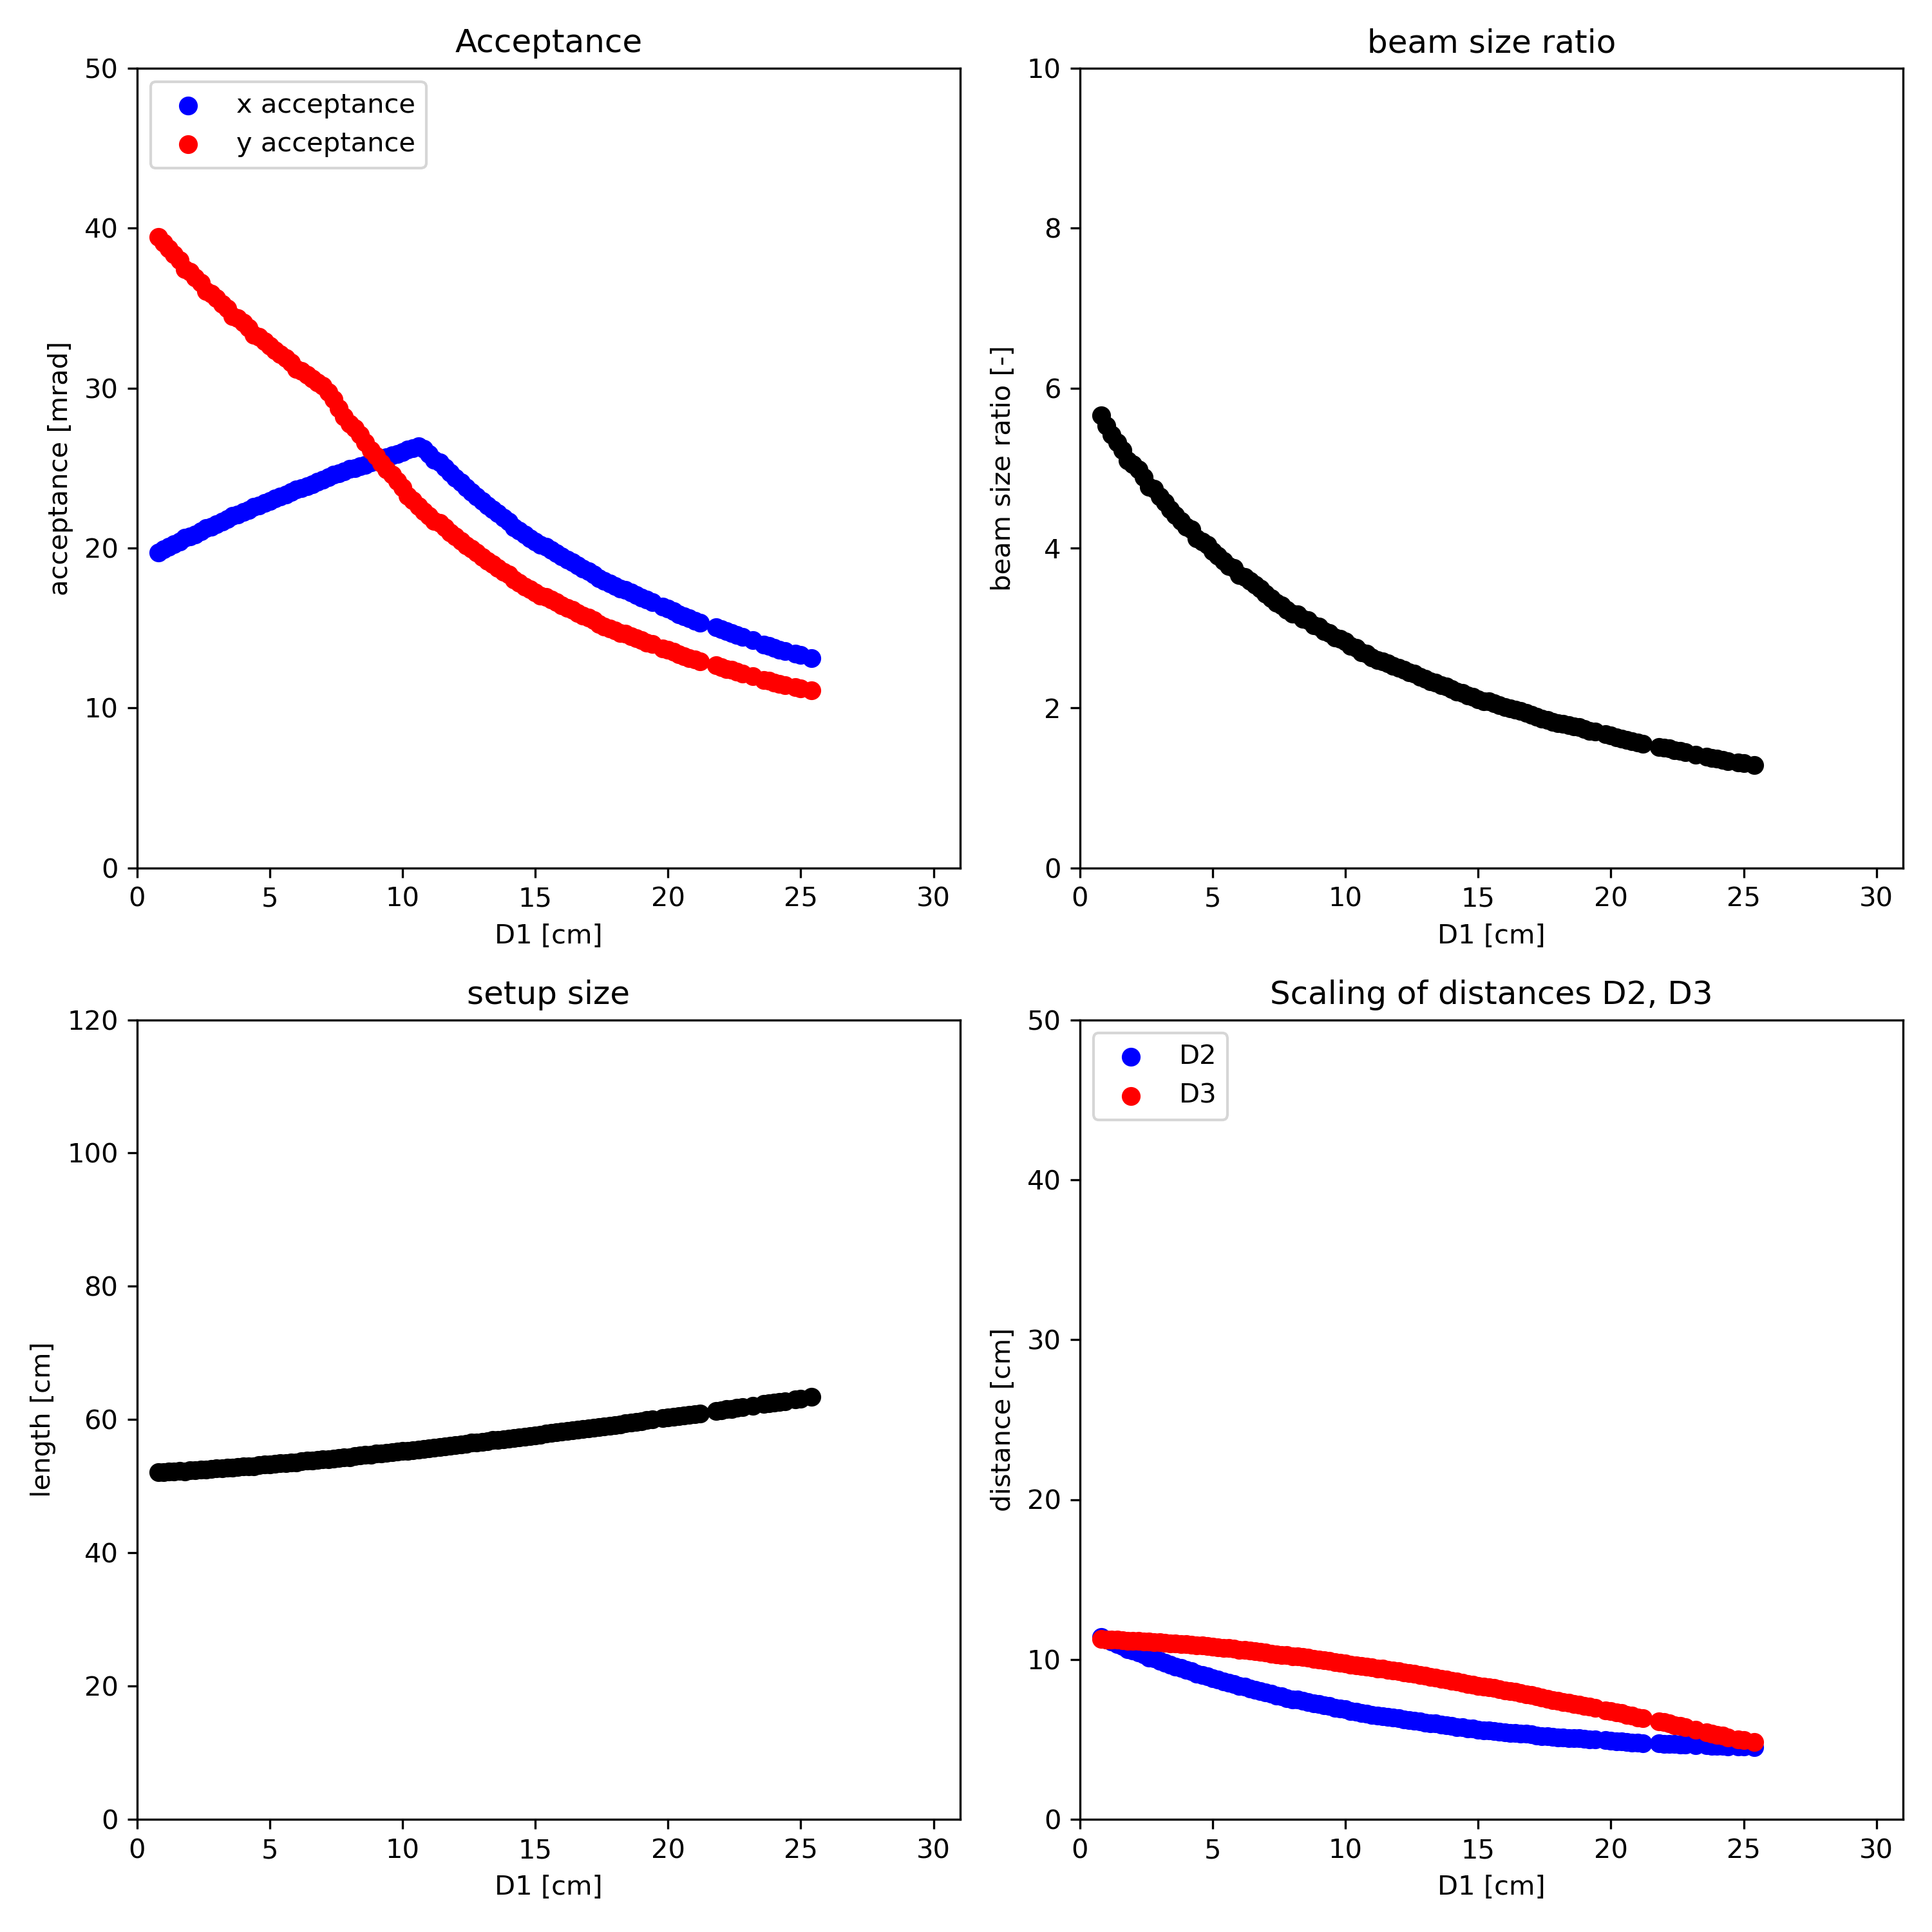 Acceptance
50
40
30
20
10
0
acceptance [mrad]
x acceptance
y acceptance
0 5 10 15 20 25 30
D1 [cm]
beam size ratio
10
8
6
4
2
0
beam size ratio [-]
0 5 10 15 20 25 30
D1 [cm]
setup size
120
100
80
60
40
20
0
length [cm]
0 5 10 15 20 25 30
D1 [cm]
Scaling of distances D2, D3
50
40
30
20
10
0
distance [cm]
D2
D3
0 5 10 15 20 25 30
D1 [cm]